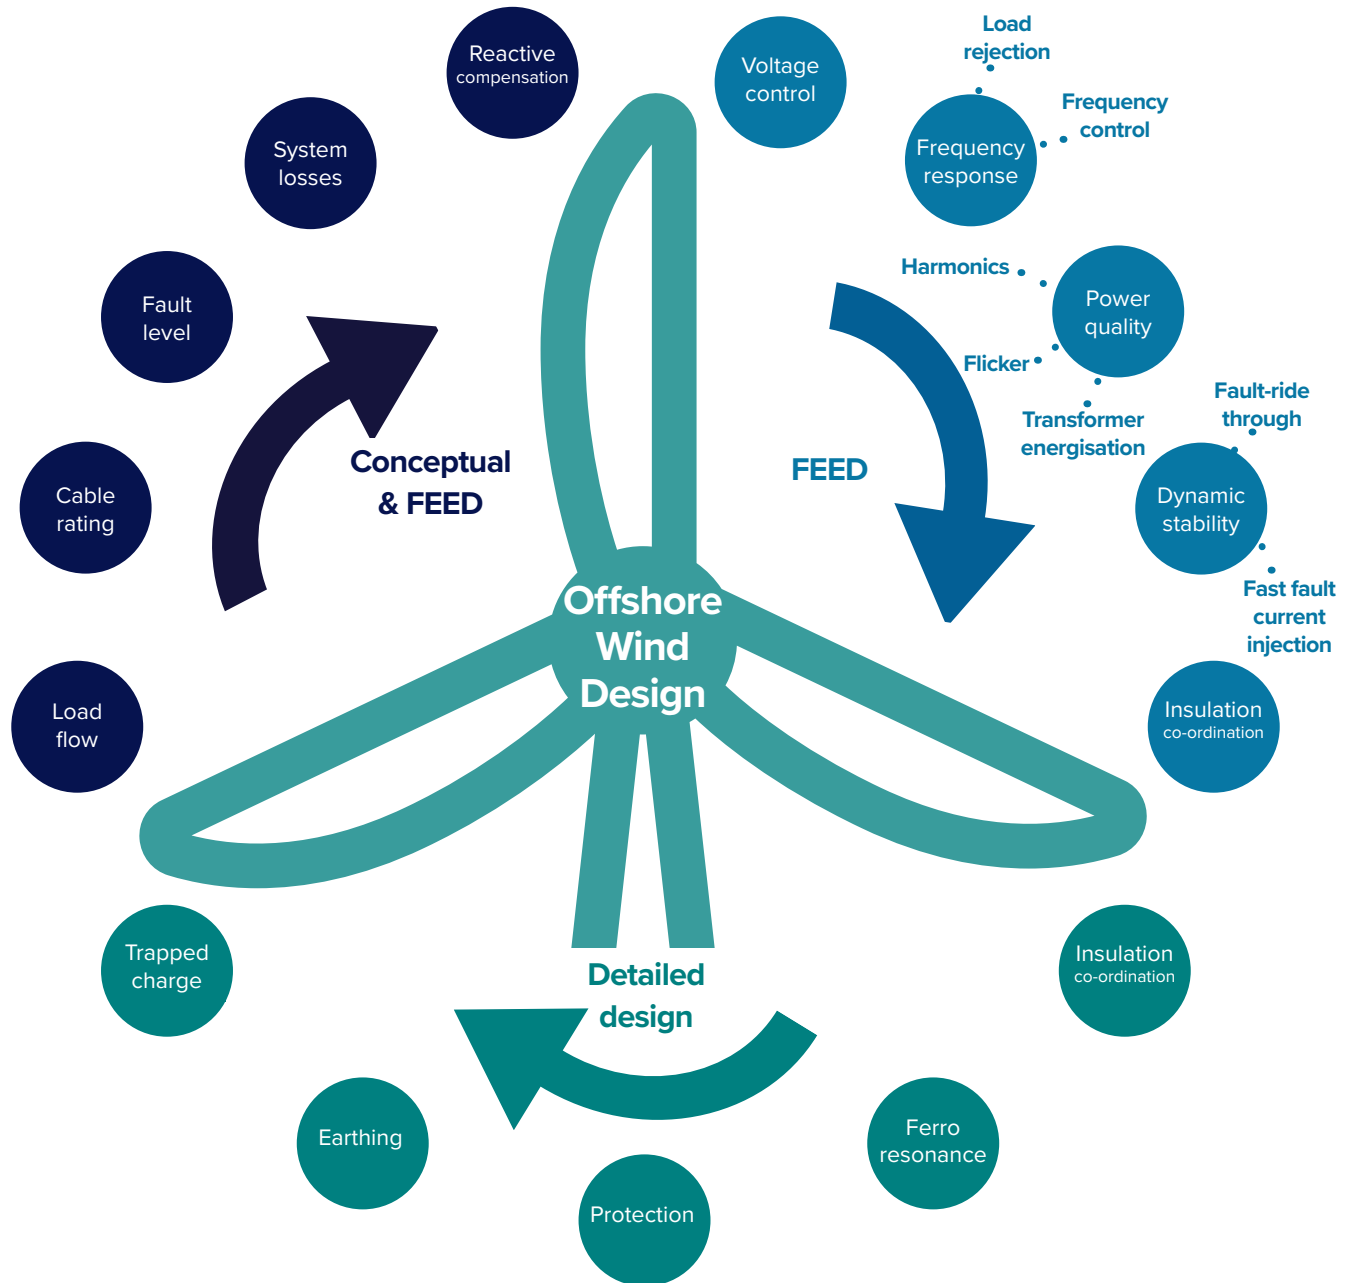 Reactive
compensation
Voltage
control
Load
rejection
Frequency
control
Frequency
response
System
losses
Harmonics
Power
quality
Fault
level
Flicker
Transformer
energisation
Fault-ride
through
Conceptual
& FEED
FEED
Cable
rating
Dynamic
stability
Fast fault
current
injection
Offshore
Wind
Design
Load
flow
Insulation
co-ordination
Trapped
charge
Detailed
design
Insulation
co-ordination
Earthing
Ferro
resonance
Protection